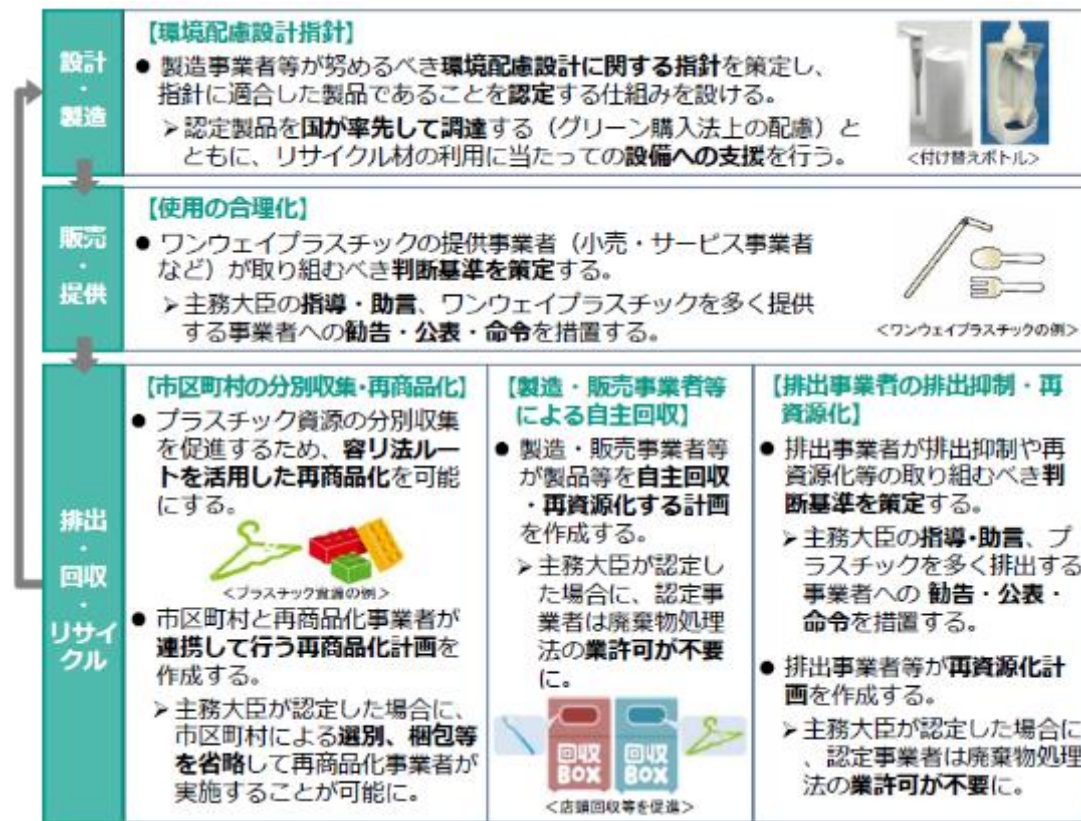 設計
・
製造
【環境配慮設計指針】
● 製造事業者等が努めるべき環境配慮設計に関する指針を策定し、
指針に適合した製品であることを認定する仕組みを設ける。
➢認定製品を国が率先して調達する（グリーン購入法上の配慮）と
ともに、リサイクル材の利用に当たっての設備への支援を行う。
<付け替えボトル>
販売
・
提供
【使用の合理化】
● ワンウェイプラスチックの提供事業者（小売・サービス事業者
など）が取り組むべき判断基準を策定する。
➢主務大臣の指導・助言、ワンウェイプラスチックを多く提供
する事業者への勧告・公表・命令を措置する。
<ワンウェイプラスチックの例>
排出
・
回収
・
リサイ
クル
【市区町村の分別収集・再商品化】
● プラスチック資源の分別収集
を促進するため、容リ法ルー
トを活用した再商品化を可能
にする。
<プラスチック資源の例>
● 市区町村と再商品化事業者が
連携して行う再商品化計画を
作成する。
➢主務大臣が認定した場合に、
市区町村による選別、梱包等
を省略して再商品化事業者が
実施することが可能に。
【製造・販売事業者等
による自主回収】
● 製造・販売事業者等
が製品等を自主回収
・再資源化する計画
を作成する。
➢主務大臣が認定し
た場合に、認定事
業者は廃棄物処理
法の業許可が不要
に。
回収
BOX
回収
BOX
<店頭回収等を促進>
【排出事業者の排出抑制・再
資源化】
● 排出事業者が排出抑制や再
資源化等の取り組むべき判
断基準を策定する。
➢主務大臣の指導・助言、プ
ラスチックを多く排出する
事業者への 勧告・公表・
命令を措置する。
● 排出事業者等が再資源化計
画を作成する。
➢主務大臣が認定した場合に
、認定事業者は廃棄物処理
法の業許可が不要に。